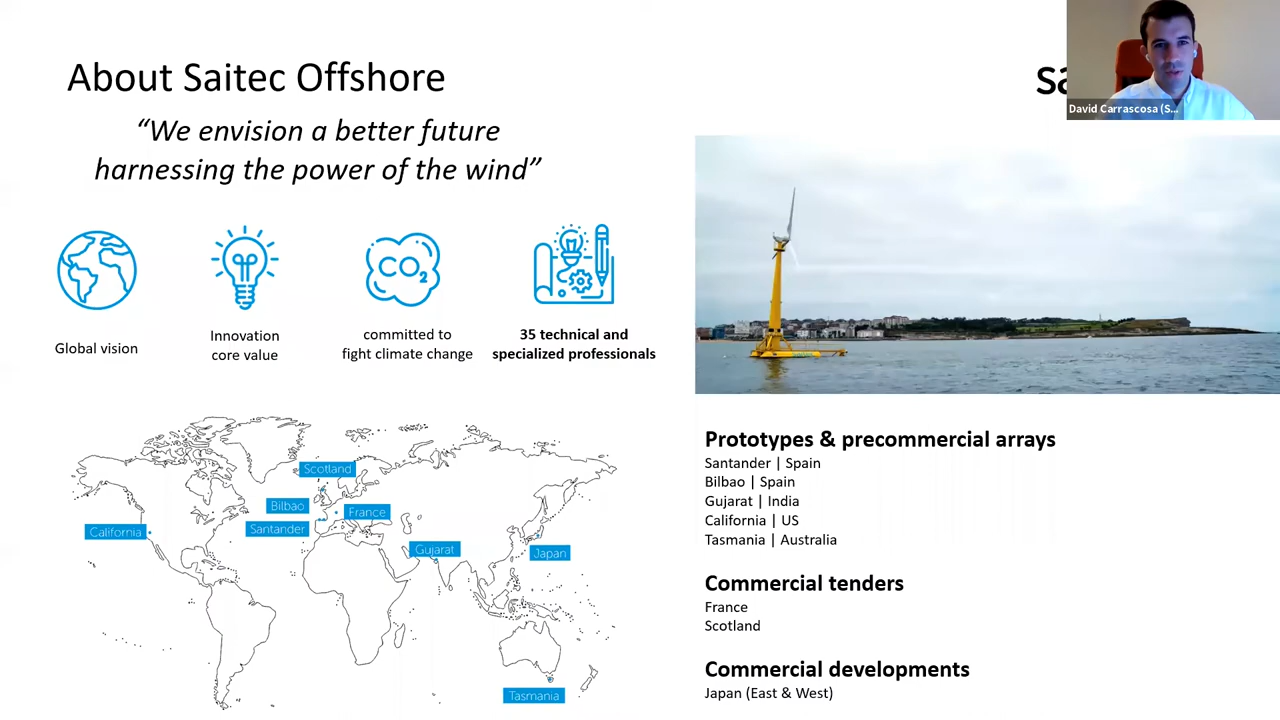 About Saitec Offshore
“We envision a better future
harnessing the power of the wind”
sa
David Carrascosa (S...
Global vision
Innovation
core value
CO2
committed to
fight climate change
35 technical and
specialized professionals
Scotland
Bilbao
France
Santander
California
Gujarat
Japan
Tasmania
Prototypes & precommercial arrays
Santander | Spain
Bilbao | Spain
Gujarat | India
California | US
Tasmania | Australia
Commercial tenders
France
Scotland
Commercial developments
Japan (East & West)